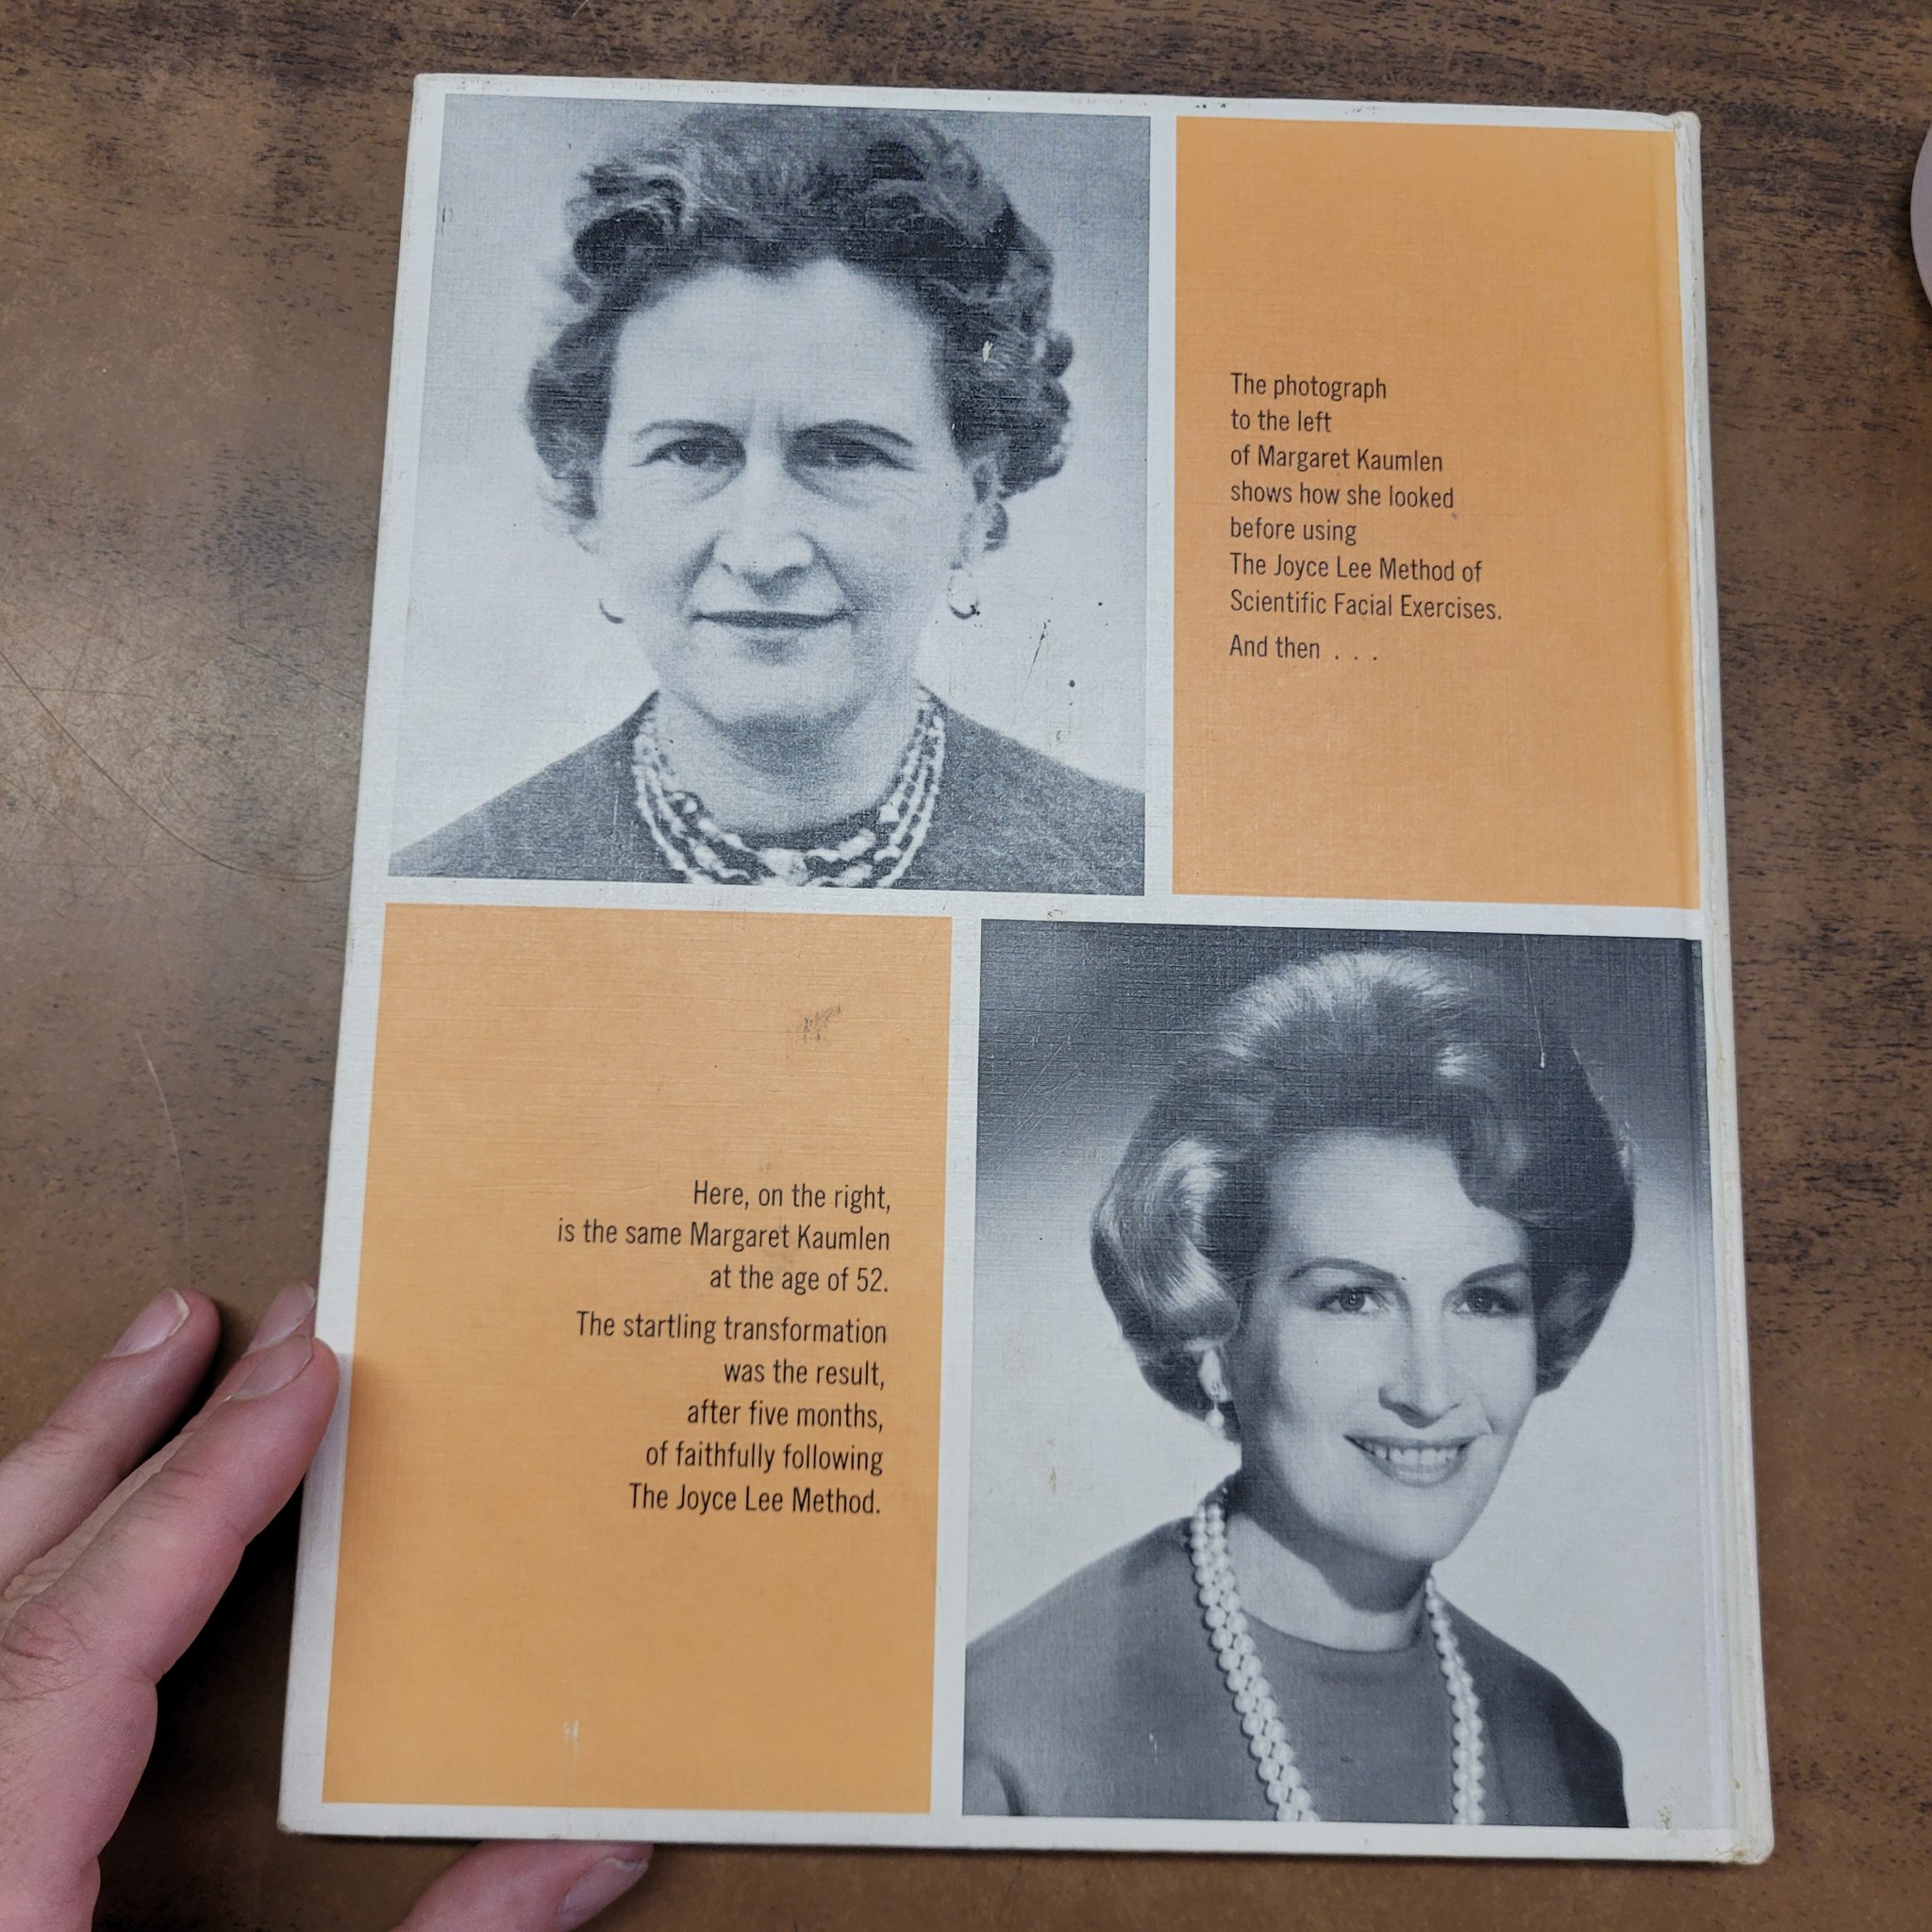 The photograph
to the left
of Margaret Kaumlen
shows how she looked
before using
The Joyce Lee Method of
Scientific Facial Exercises.
And then . . .
Here, on the right,
is the same Margaret Kaumlen
at the age of 52.
The startling transformation
was the result,
after five months,
of faithfully following
The Joyce Lee Method.